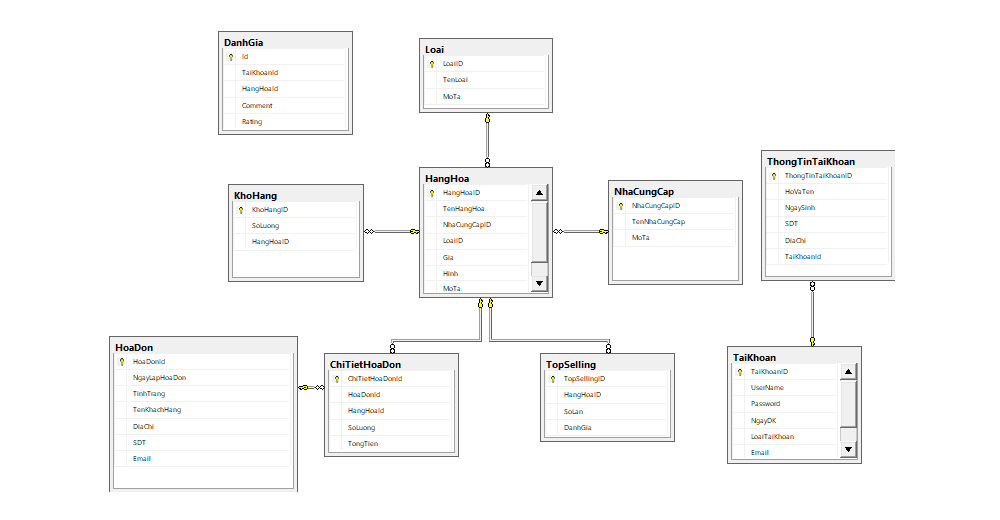 DanhGia
Id
TaiKhoanId
HangHoaId
Comment
Rating
Loai
LoaiID
TenLoai
MoTa
ThongTinTaiKhoan
ThongTinTaiKhoanID
HoVaTen
NgaySinh
SDT
DiaChi
TaiKhoanId
KhoHang
KhoHangID
SoLuong
HangHoaID
HangHoa
HangHoaID
TenHangHoa
NhaCungCapID
LoaiID
Gia
Hinh
MoTa
NhaCungCap
NhaCungCapID
TenNhaCungCap
MoTa
HoaDon
HoaDonId
NgayLapHoaDon
TinhTrang
TenKhachHang
DiaChi
SDT
Email
ChiTietHoaDon
ChiTietHoaDonId
HoaDonId
HangHoaId
SoLuong
TongTien
TopSelling
TopSellingID
HangHoaID
SoLan
DanhGia
TaiKhoan
TaiKhoanID
UserName
Password
NgayDK
LoaiTaiKhoan
Email